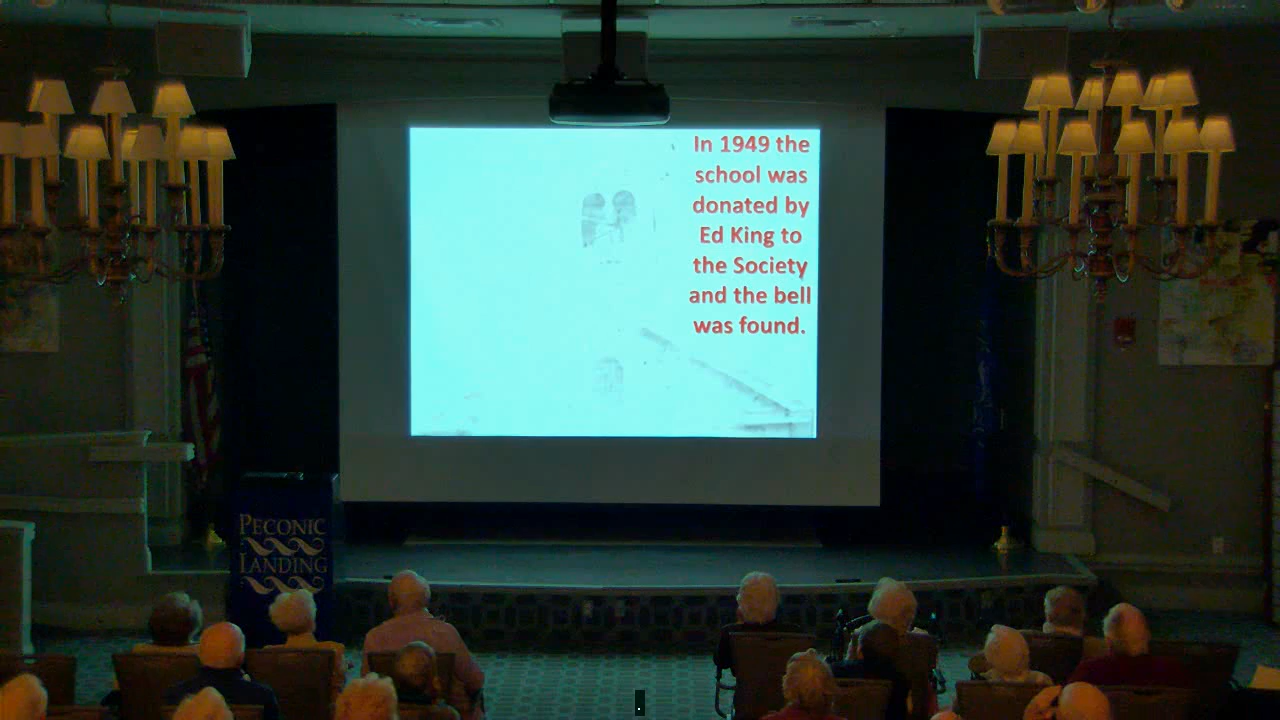 In 1949 the
school was
donated by
Ed King to
the Society
and the bell
was found.
PECONIC
LANDING